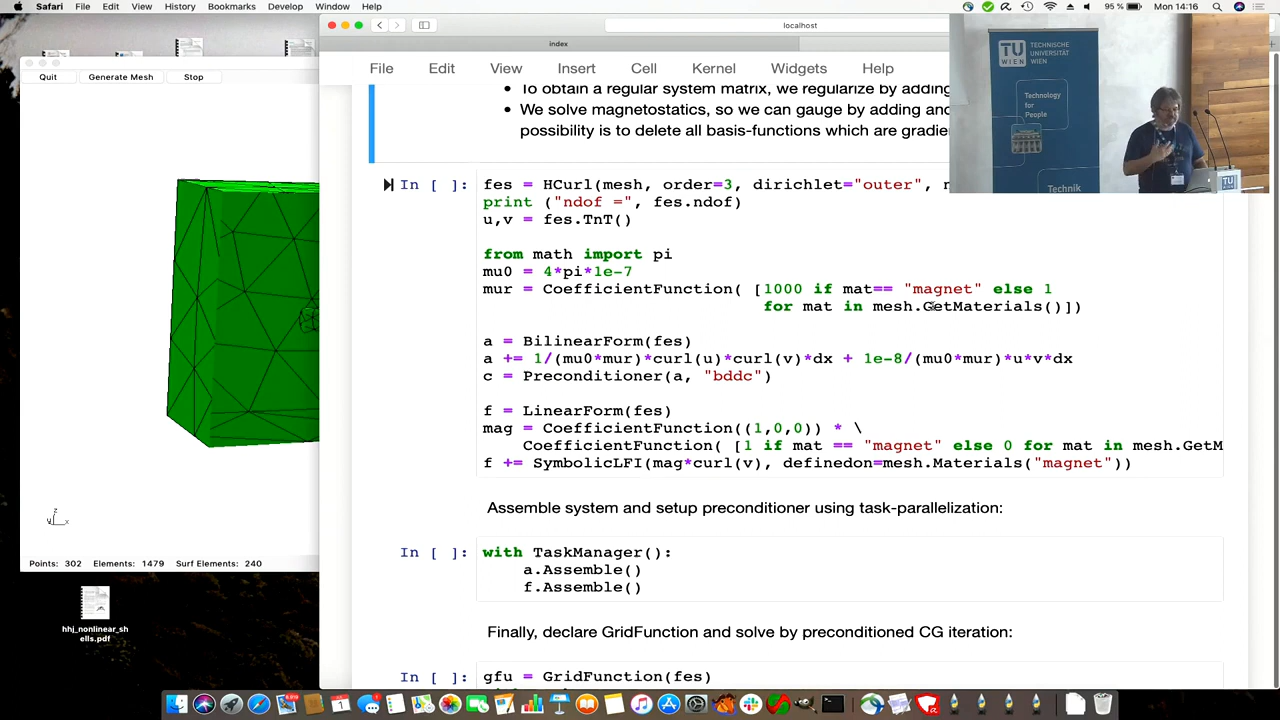 Safari File Edit View History Bookmarks Develop Window Help
95 % Mon 14:16
localhost
index
Quit Generate Mesh Stop
File Edit View Insert Cell Kernel Widgets Help
TU WIEN
TECHNISCHE
UNIVERSITÄT
WIEN
Technology
for
People
Technik
TU
WIEN
• To obtain a regular system matrix, we regularize by adding
• We solve magnetostatics, so we can gauge by adding and
possibility is to delete all basis-functions which are gradien
In [ ]: fes = HCurl(mesh, order=3, dirichlet="outer", n
print ("ndof =", fes.ndof)
u,v = fes.TnT()
from math import pi
mu0 = 4*pi*1e-7
mur = CoefficientFunction( [1000 if mat== "magnet" else 1
for mat in mesh.GetMaterials()])
a = BilinearForm(fes)
a += 1/(mu0*mur)*curl(u)*curl(v)*dx + 1e-8/(mu0*mur)*u*v*dx
c = Preconditioner(a, "bddc")
f = LinearForm(fes)
mag = CoefficientFunction((1,0,0)) * \
CoefficientFunction( [1 if mat == "magnet" else 0 for mat in mesh.GetM
f += SymbolicLFI(mag*curl(v), definedon=mesh.Materials("magnet"))
Assemble system and setup preconditioner using task-parallelization:
In [ ]: with TaskManager():
a.Assemble()
f.Assemble()
Finally, declare GridFunction and solve by preconditioned CG iteration:
In [ ]: gfu = GridFunction(fes)
z
y x
Points: 302 Elements: 1479 Surf Elements: 240
hhj_nonlinear_sh
ells.pdf